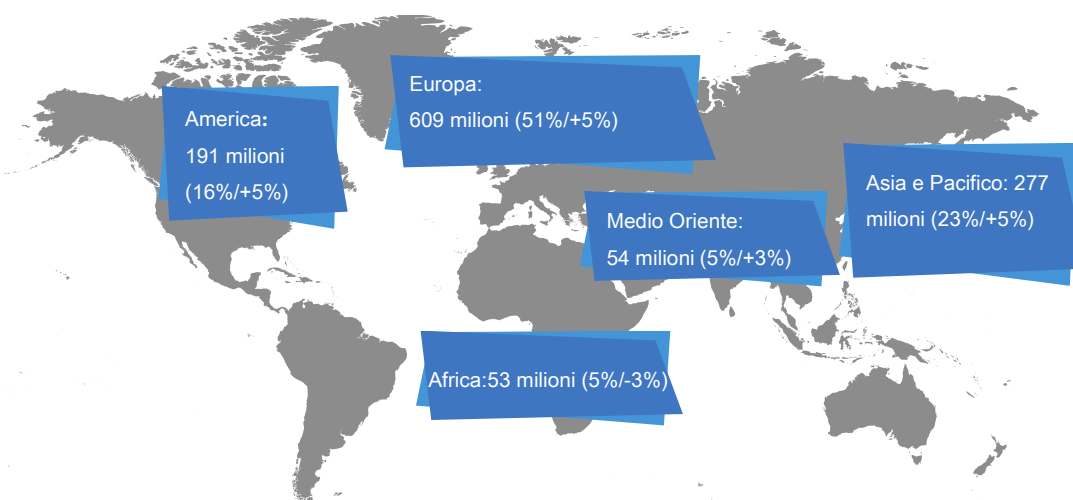 Europa:
609 milioni (51%/+5%)
America:
191 milioni
(16%/+5%)
Asia e Pacifico: 277
milioni (23%/+5%)
Medio Oriente:
54 milioni (5%/+3%)
Africa:53 milioni (5%/-3%)